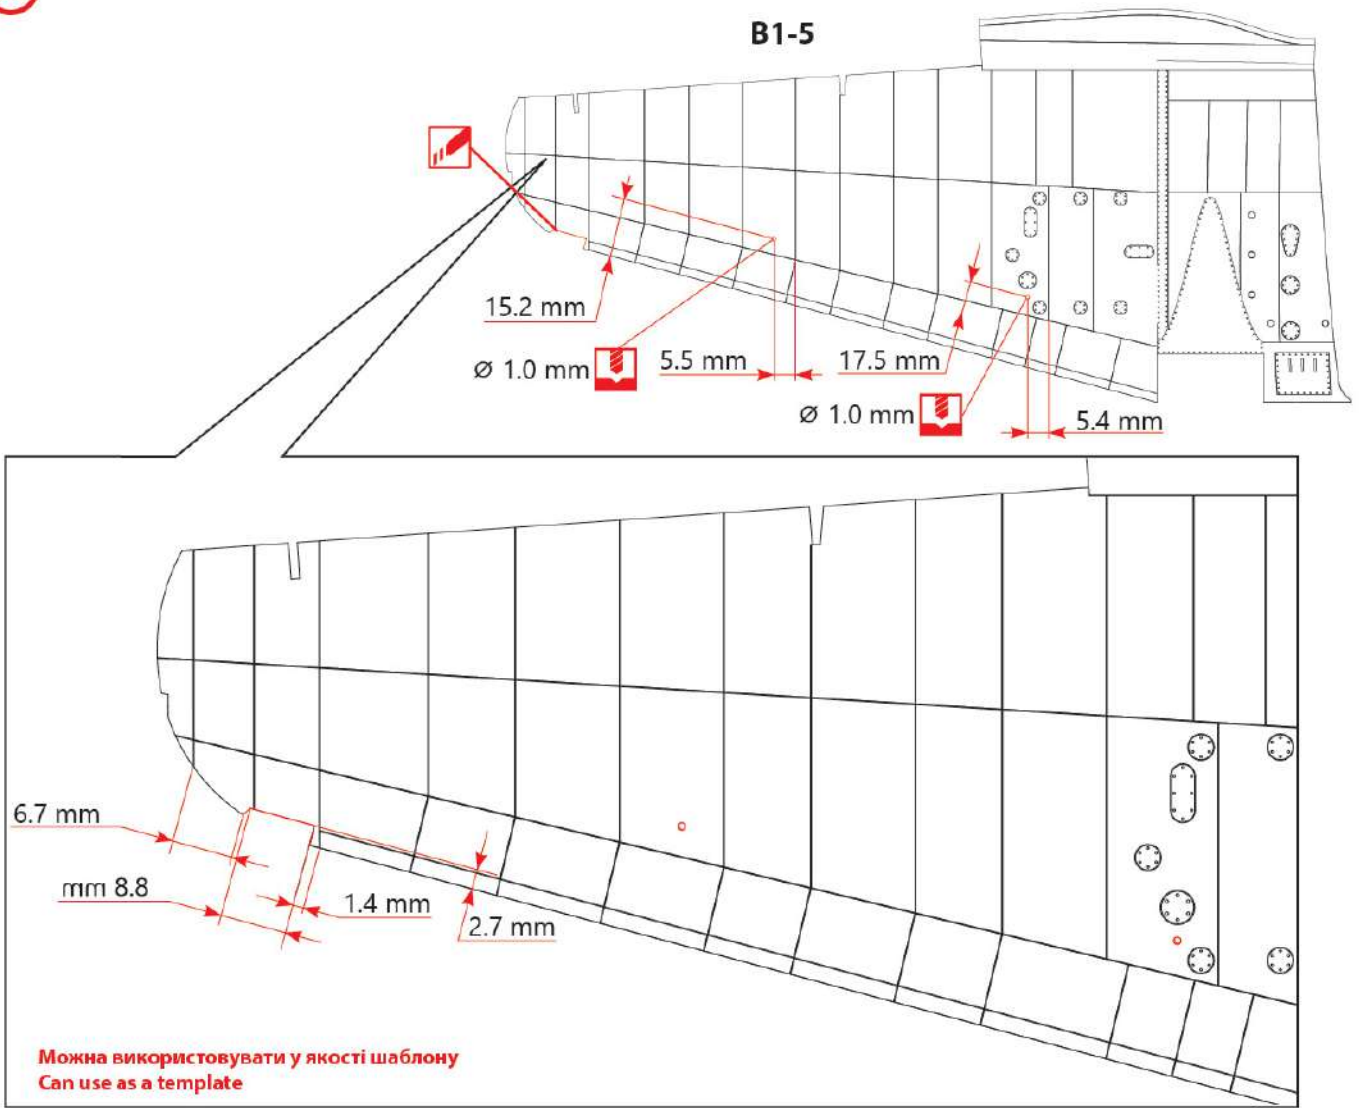 B1-5
15.2 mm
Ø 1.0 mm
5.5 mm
17.5 mm
Ø 1.0 mm
5.4 mm
6.7 mm
mm 8.8
1.4 mm
2.7 mm
Можна використовувати у якості шаблону
Can use as a template